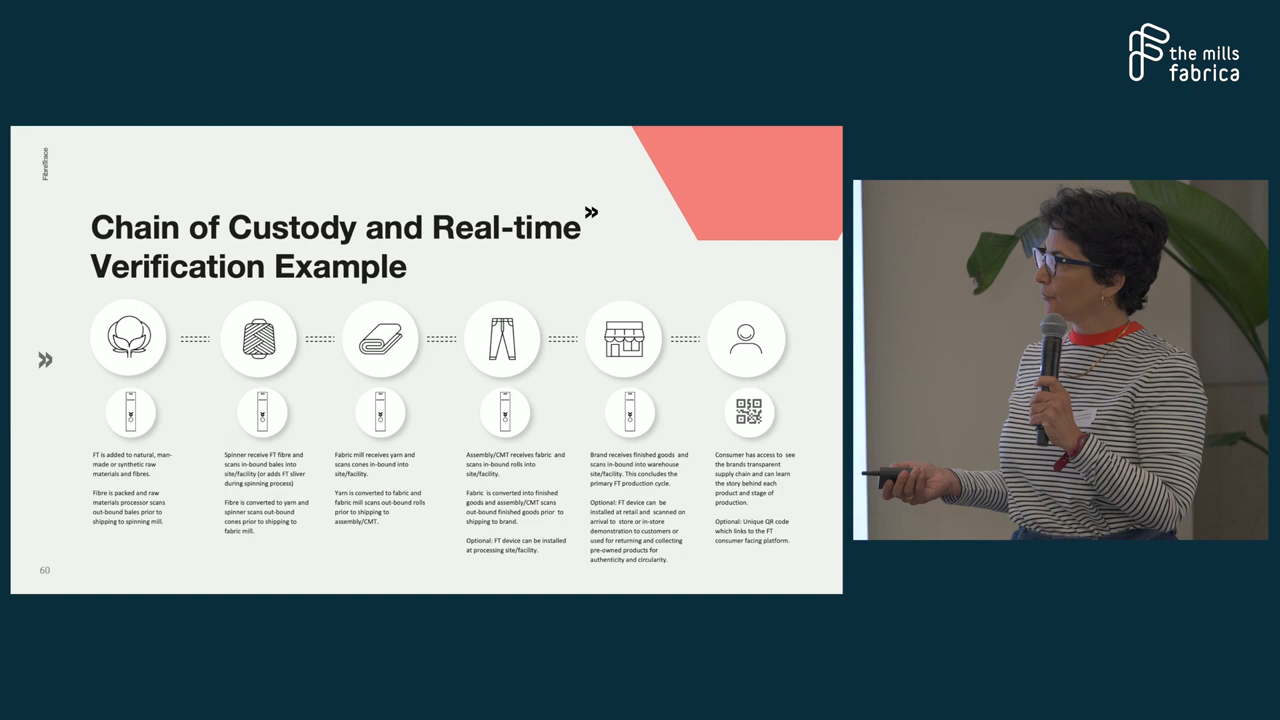 the mills
fabrica
FibreTrace
Chain of Custody and Real-time
Verification Example
FT is added to natural, man-
made or synthetic raw
materials and fibres.
Fibre is packed and raw
materials processor scans
out-bound bales prior to
shipping to spinning mill.
Spinner receive FT fibre and
scans in-bound bales into
site/facility (or adds FT sliver
during spinning process)
Fibre is converted to yarn and
spinner scans out-bound
cones prior to shipping to
fabric mill.
Fabric mill receives yarn and
scans cones in-bound into
site/facility.
Yarn is converted to fabric and
fabric mill scans out-bound rolls
prior to shipping to
assembly/CMT.
Assembly/CMT receives fabric and
scans in-bound rolls into
site/facility.
Fabric is converted into finished
goods and assembly/CMT scans
out-bound finished goods prior to
shipping to brand.
Optional: FT device can be installed
at processing site/facility.
Brand receives finished goods and
scans in-bound into warehouse
site/facility. This concludes the
primary FT production cycle.
Optional: FT device can be
installed at retail and scanned on
arrival to store or in-store
demonstration to customers or
used for returning and collecting
pre-owned products for
authenticity and circularity.
Consumer has access to see
the brands transparent
supply chain and can learn
the story behind each
product and stage of
production.
Optional: Unique QR code
which links to the FT
consumer facing platform.
60